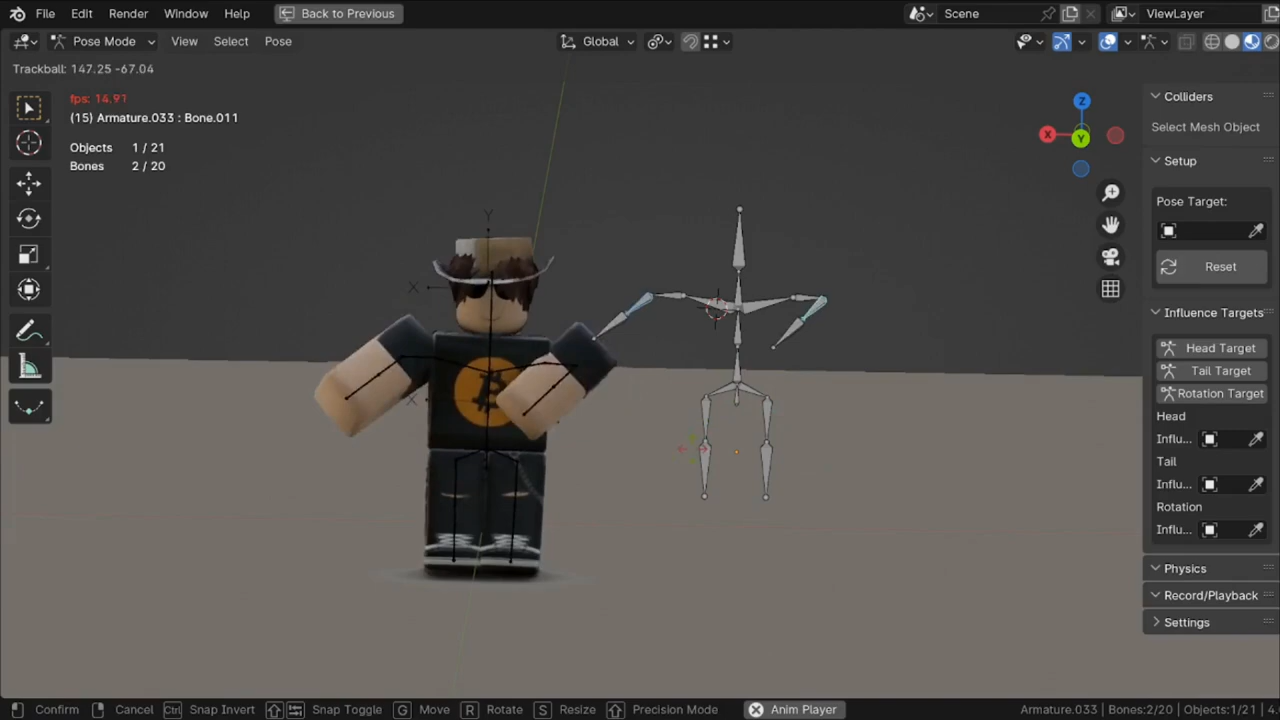 File Edit Render Window Help Back to Previous Scene ViewLayer
Pose Mode View Select Pose Global
Trackball: 147.25 -67.04
fps: 14.97
(15) Armature.033 : Bone.011
Objects 1 / 21
Bones 2 / 20
Z
X
Y
Y
X
X
Colliders
Select Mesh Object
Setup
Pose Target:
Reset
Influence Targets
Head Target
Tail Target
Rotation Target
Head
Influ...
Tail
Influ...
Rotation
Influ...
Physics
Record/Playback
Settings
Confirm Cancel Ctrl Snap Invert Snap Toggle G Move R Rotate S Resize Precision Mode Anim Player Armature.033 | Bones:2/20 | Objects:1/21 | 4.